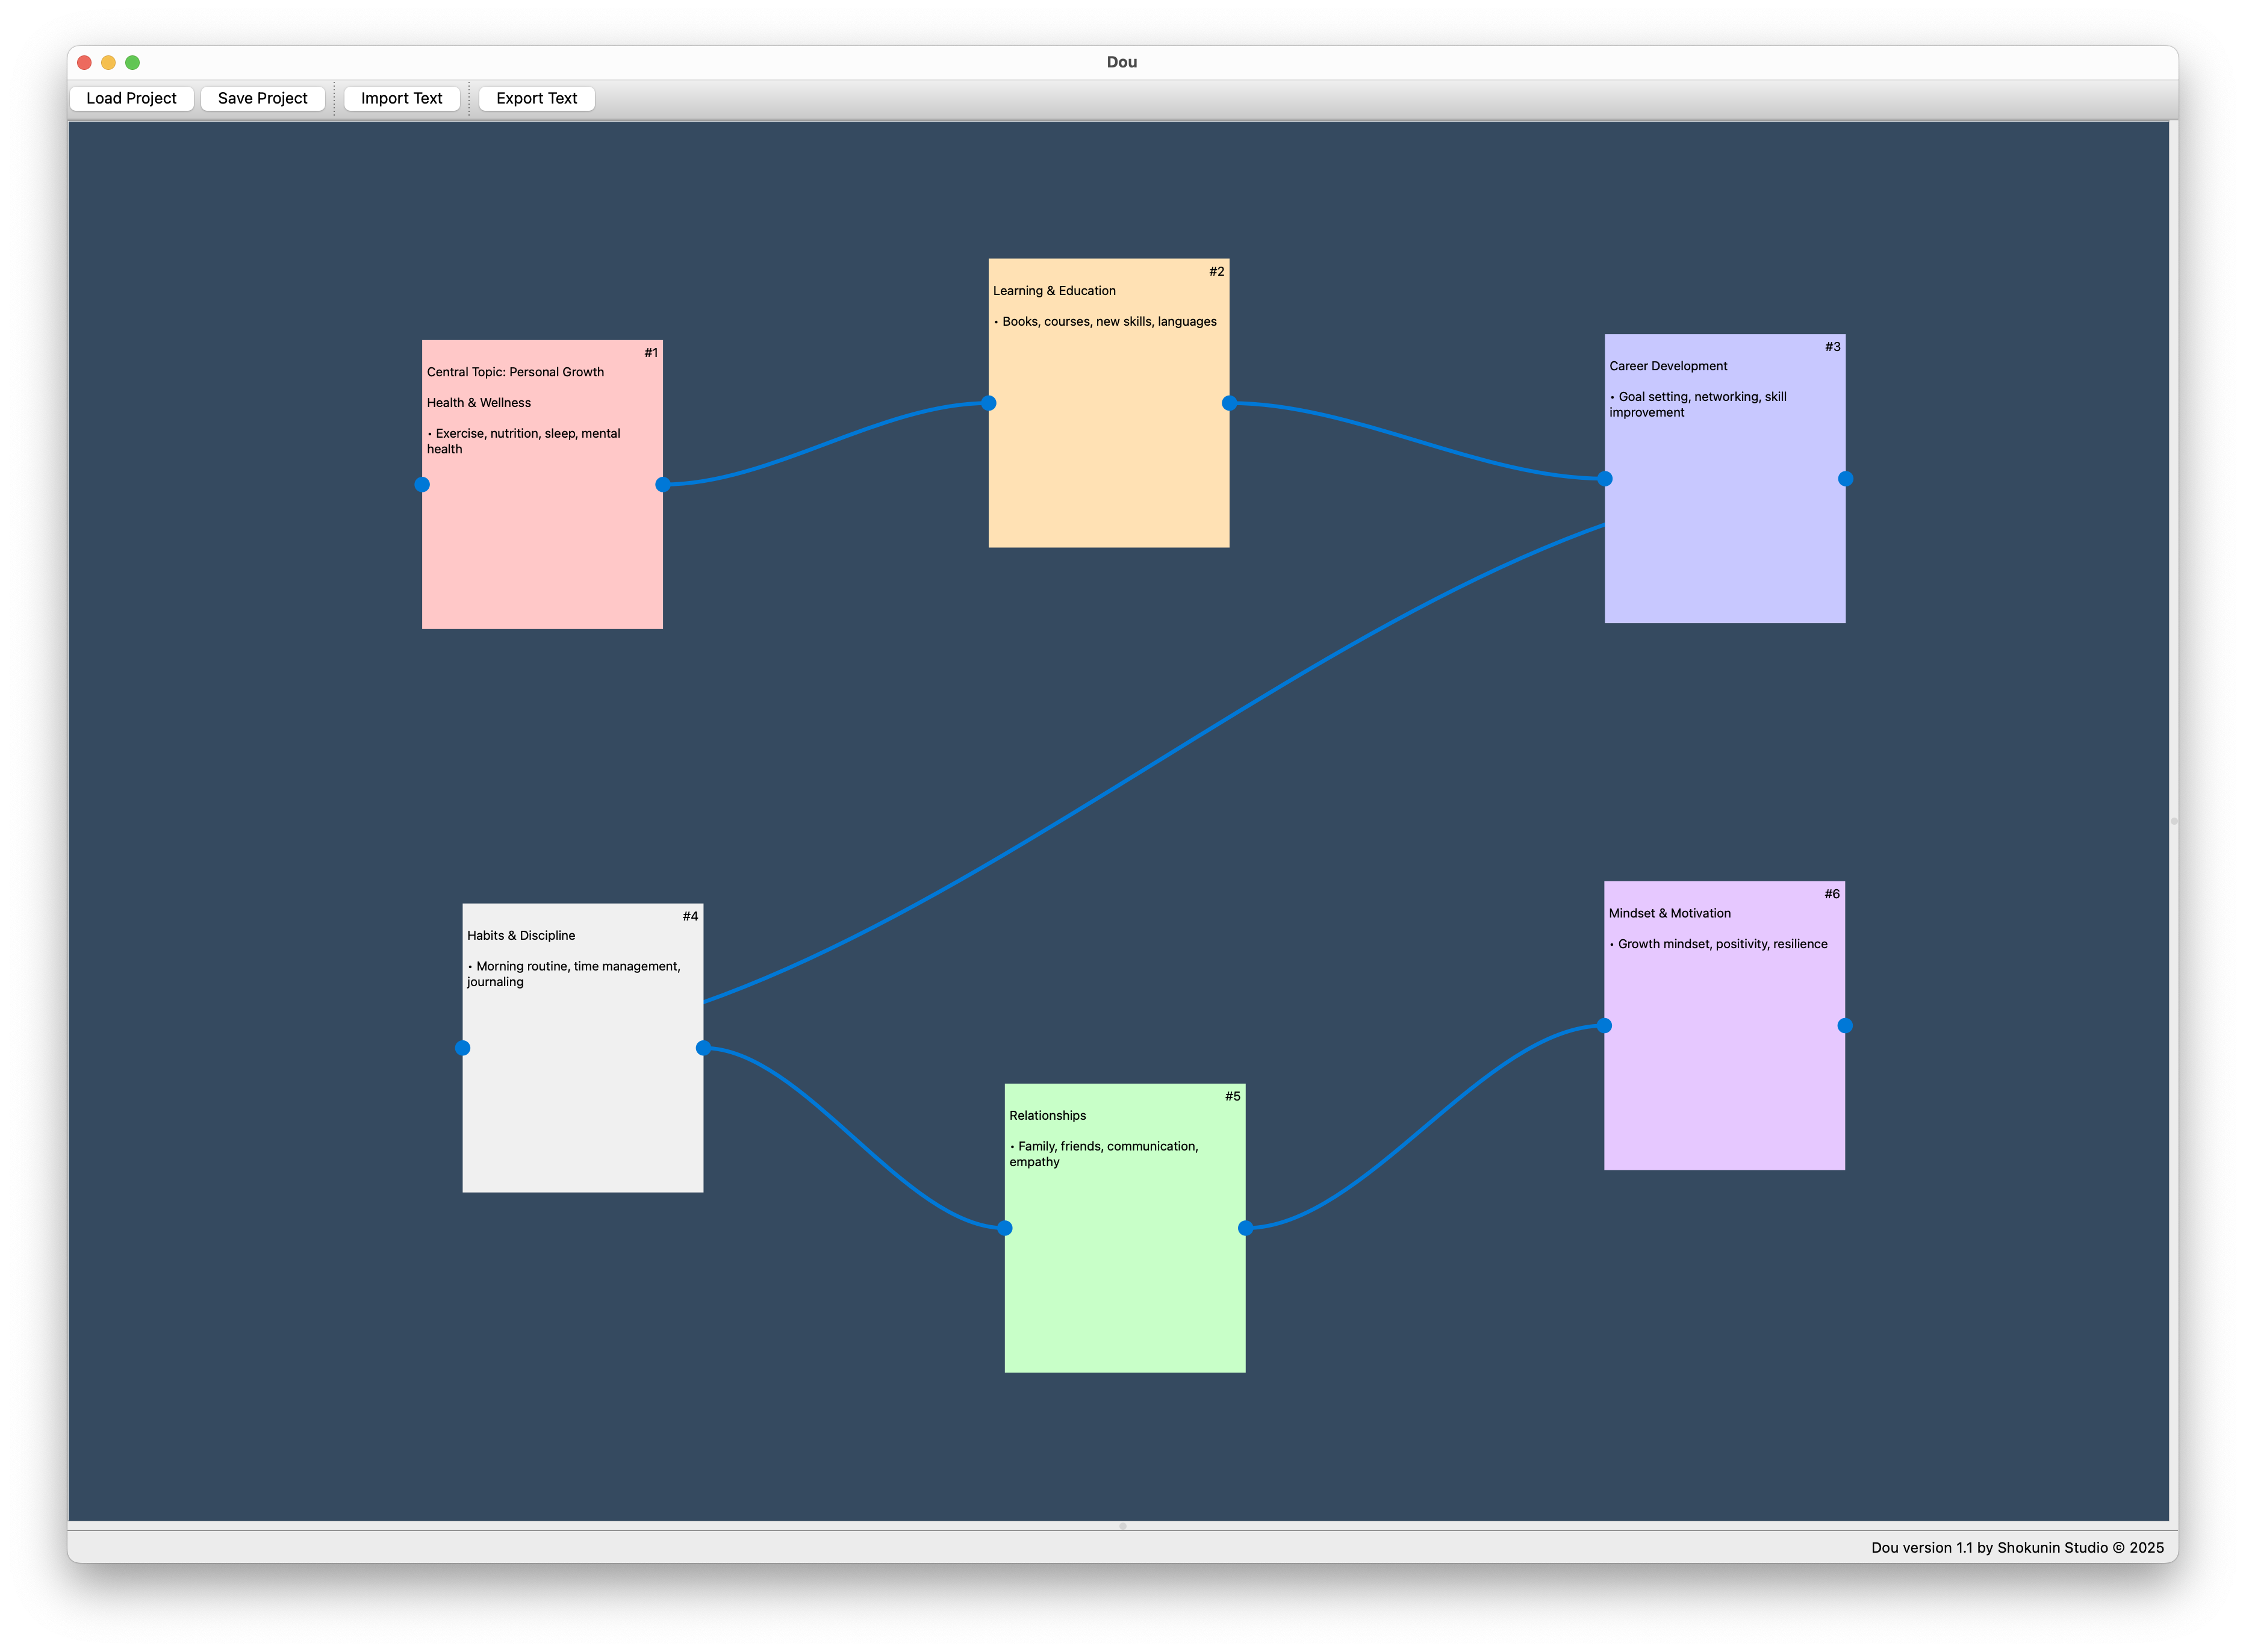 Dou
Load Project
Save Project
Import Text
Export Text
#1
Central Topic: Personal Growth
Health & Wellness
• Exercise, nutrition, sleep, mental
health
#2
Learning & Education
• Books, courses, new skills, languages
#3
Career Development
• Goal setting, networking, skill
improvement
#4
Habits & Discipline
• Morning routine, time management,
journaling
#5
Relationships
• Family, friends, communication,
empathy
#6
Mindset & Motivation
• Growth mindset, positivity, resilience
Dou version 1.1 by Shokunin Studio © 2025